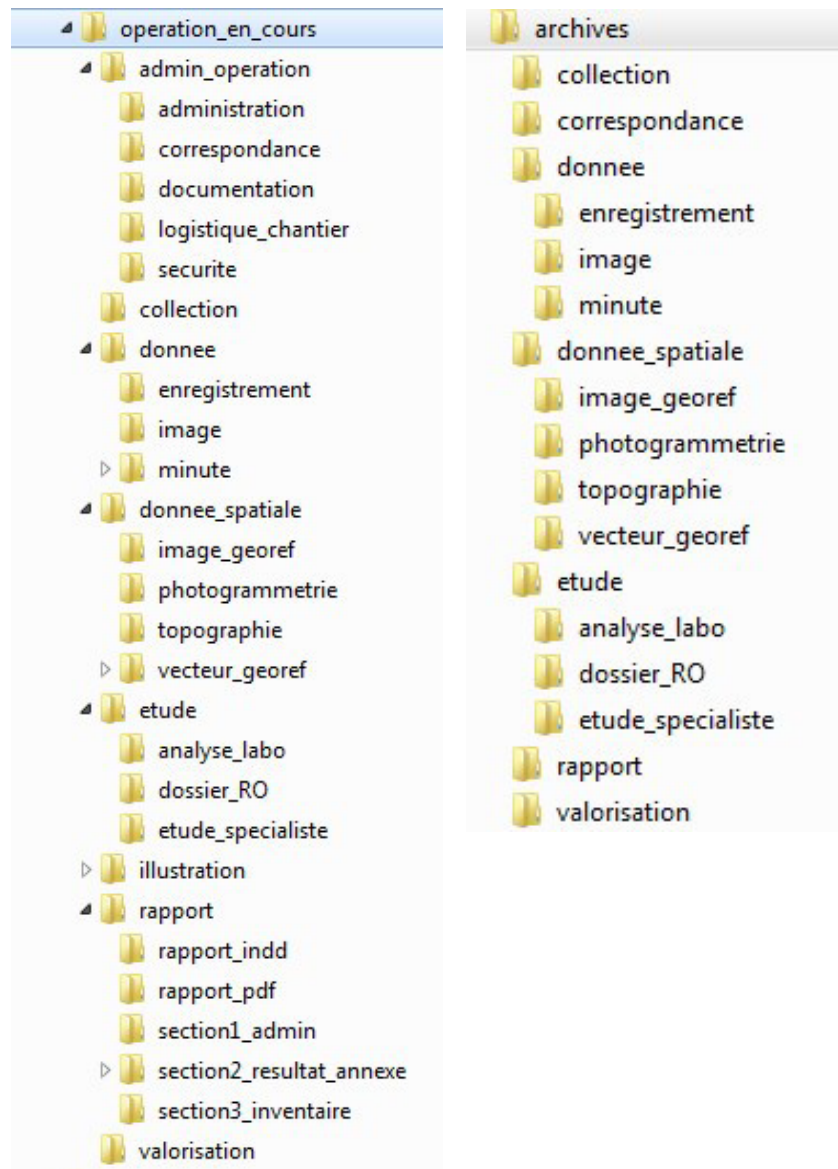 operation_en_cours
admin_operation
administration
correspondance
documentation
logistique_chantier
securite
collection
donnee
enregistrement
image
minute
donnee_spatiale
image_georef
photogrammetrie
topographie
vecteur_georef
etude
analyse_labo
dossier_RO
etude_specialiste
illustration
rapport
rapport_indd
rapport_pdf
section1_admin
section2_resultat_annexe
section3_inventaire
valorisation
archives
collection
correspondance
donnee
enregistrement
image
minute
donnee_spatiale
image_georef
photogrammetrie
topographie
vecteur_georef
etude
analyse_labo
dossier_RO
etude_specialiste
rapport
valorisation